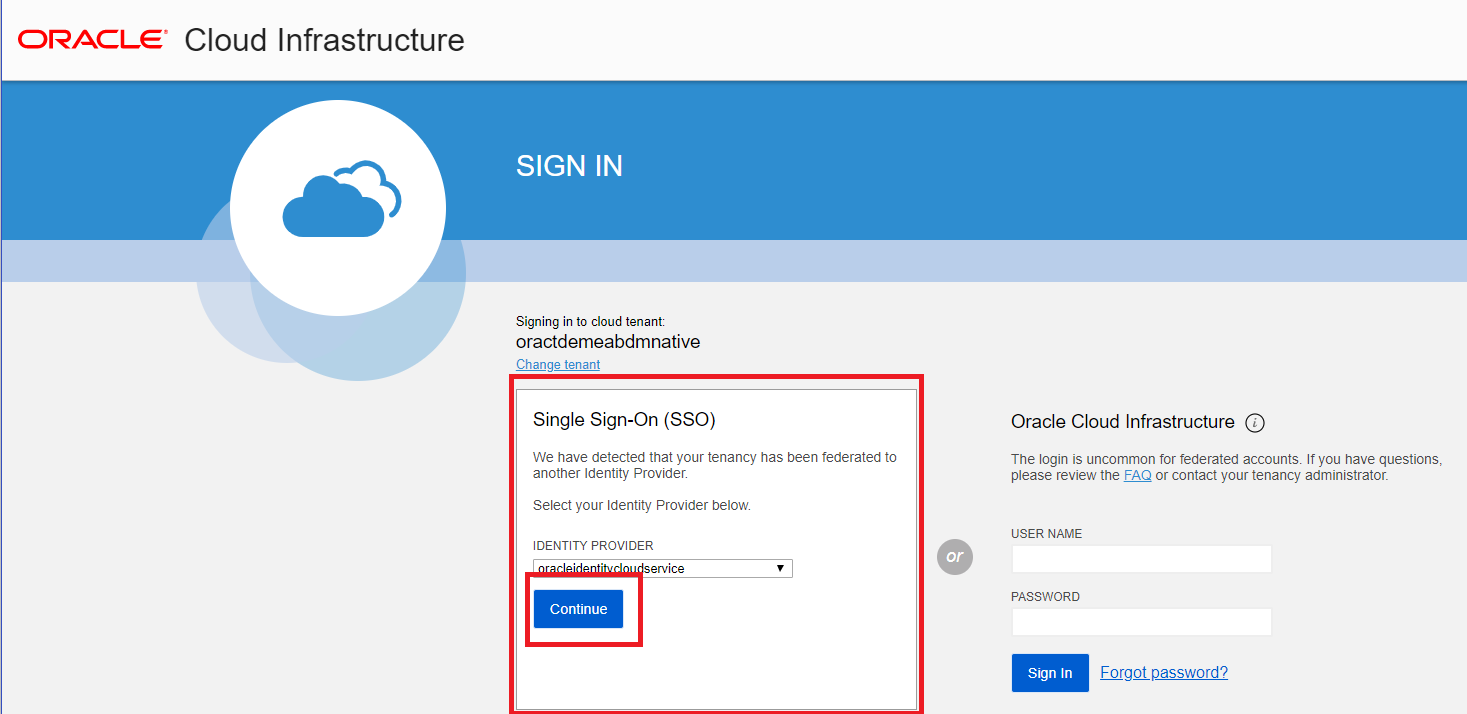 ORACLE Cloud Infrastructure
SIGN IN
Signing in to cloud tenant:
oractdemeabdmnative
Change tenant
Single Sign-On (SSO)
We have detected that your tenancy has been federated to
another Identity Provider.
Select your Identity Provider below.
IDENTITY PROVIDER
oracleidentitycloudservice
Continue
or
Oracle Cloud Infrastructure i
The login is uncommon for federated accounts. If you have questions,
please review the FAQ or contact your tenancy administrator.
USER NAME
PASSWORD
Sign In Forgot password?